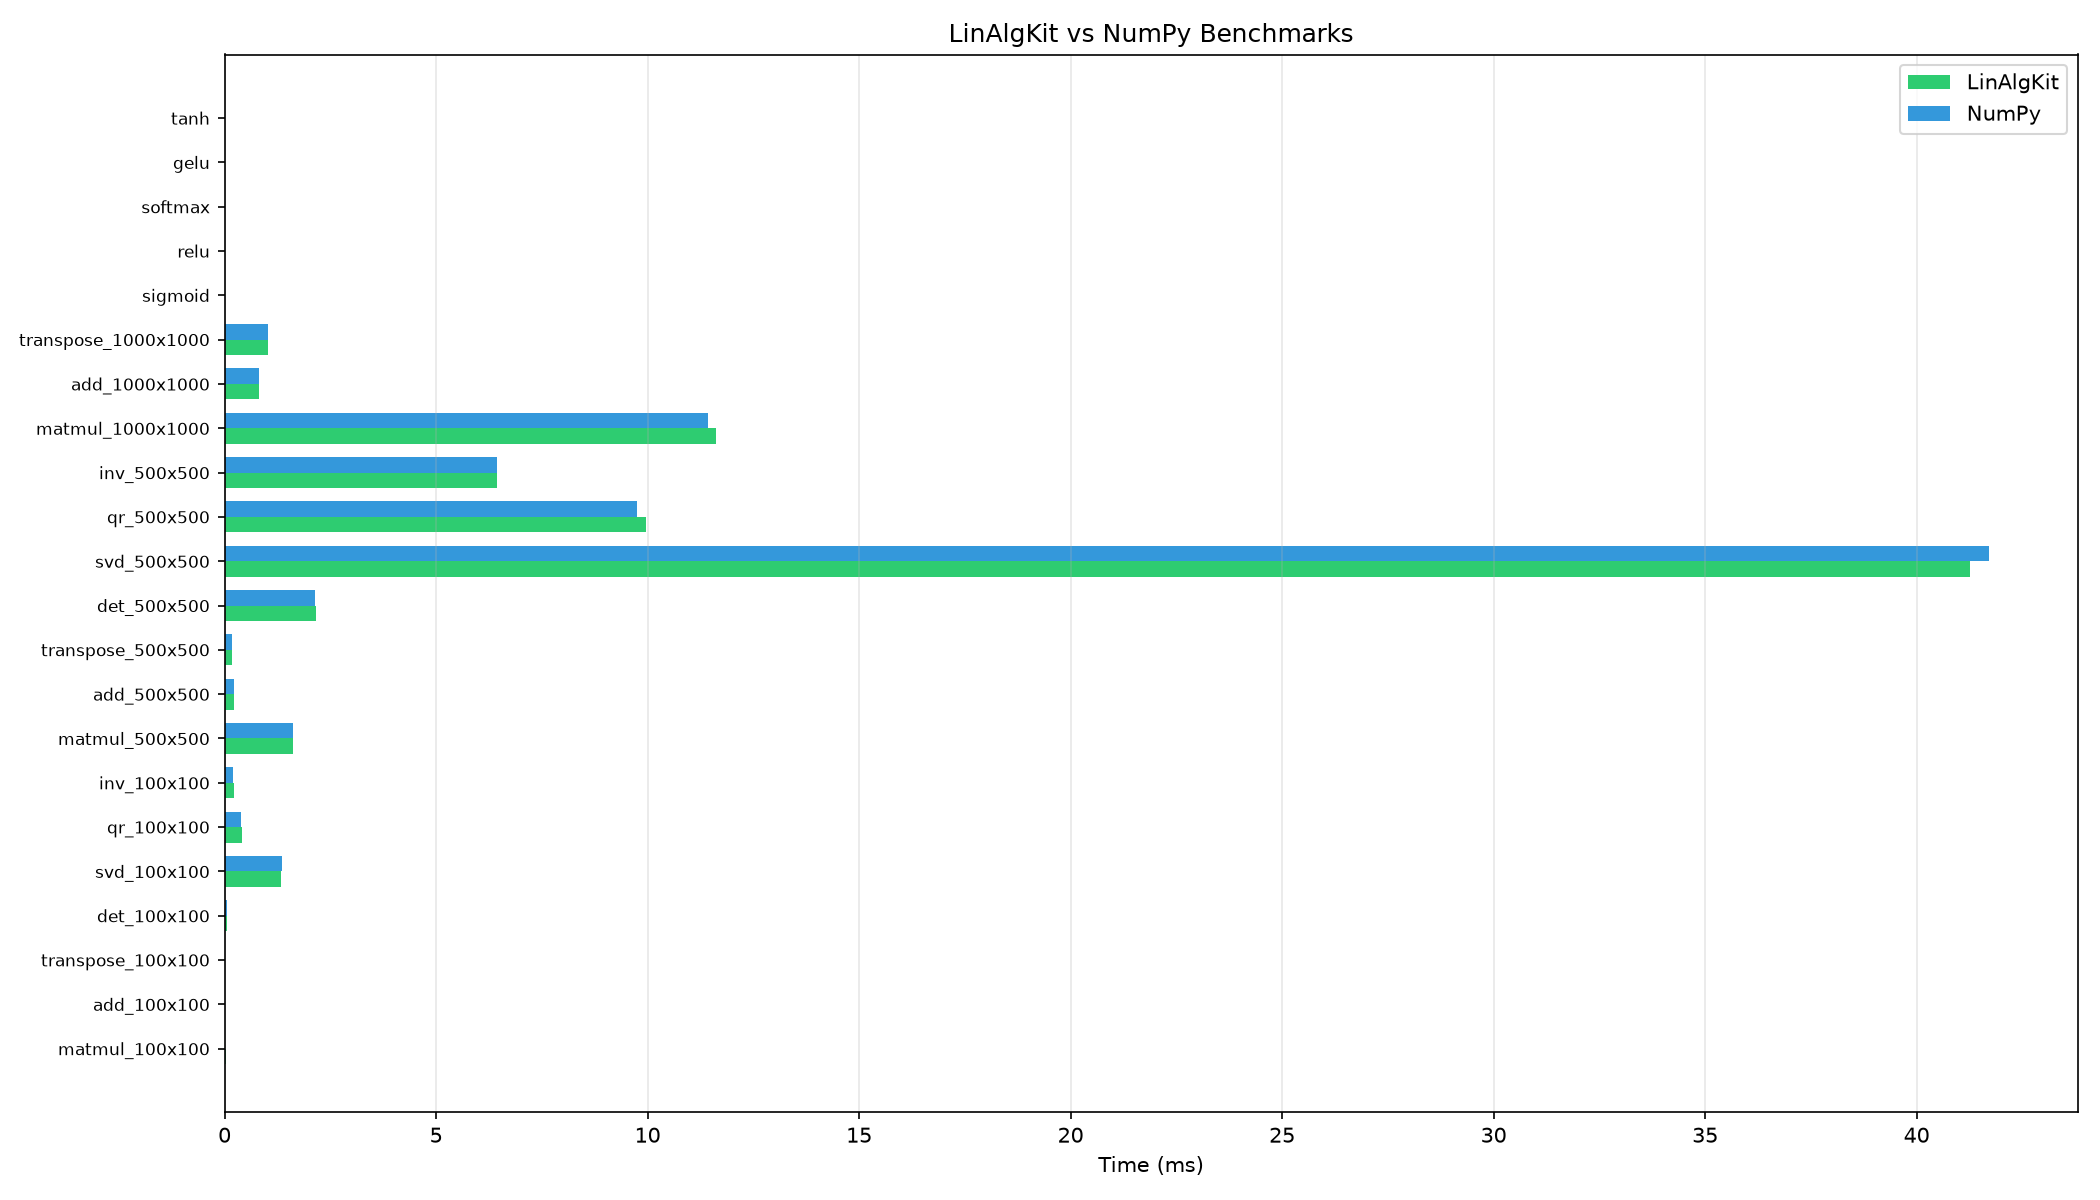 LinAlgKit vs NumPy Benchmarks
LinAlgKit
NumPy
tanh
gelu
softmax
relu
sigmoid
transpose_1000x1000
add_1000x1000
matmul_1000x1000
inv_500x500
qr_500x500
svd_500x500
det_500x500
transpose_500x500
add_500x500
matmul_500x500
inv_100x100
qr_100x100
svd_100x100
det_100x100
transpose_100x100
add_100x100
matmul_100x100
0 5 10 15 20 25 30 35 40
Time (ms)